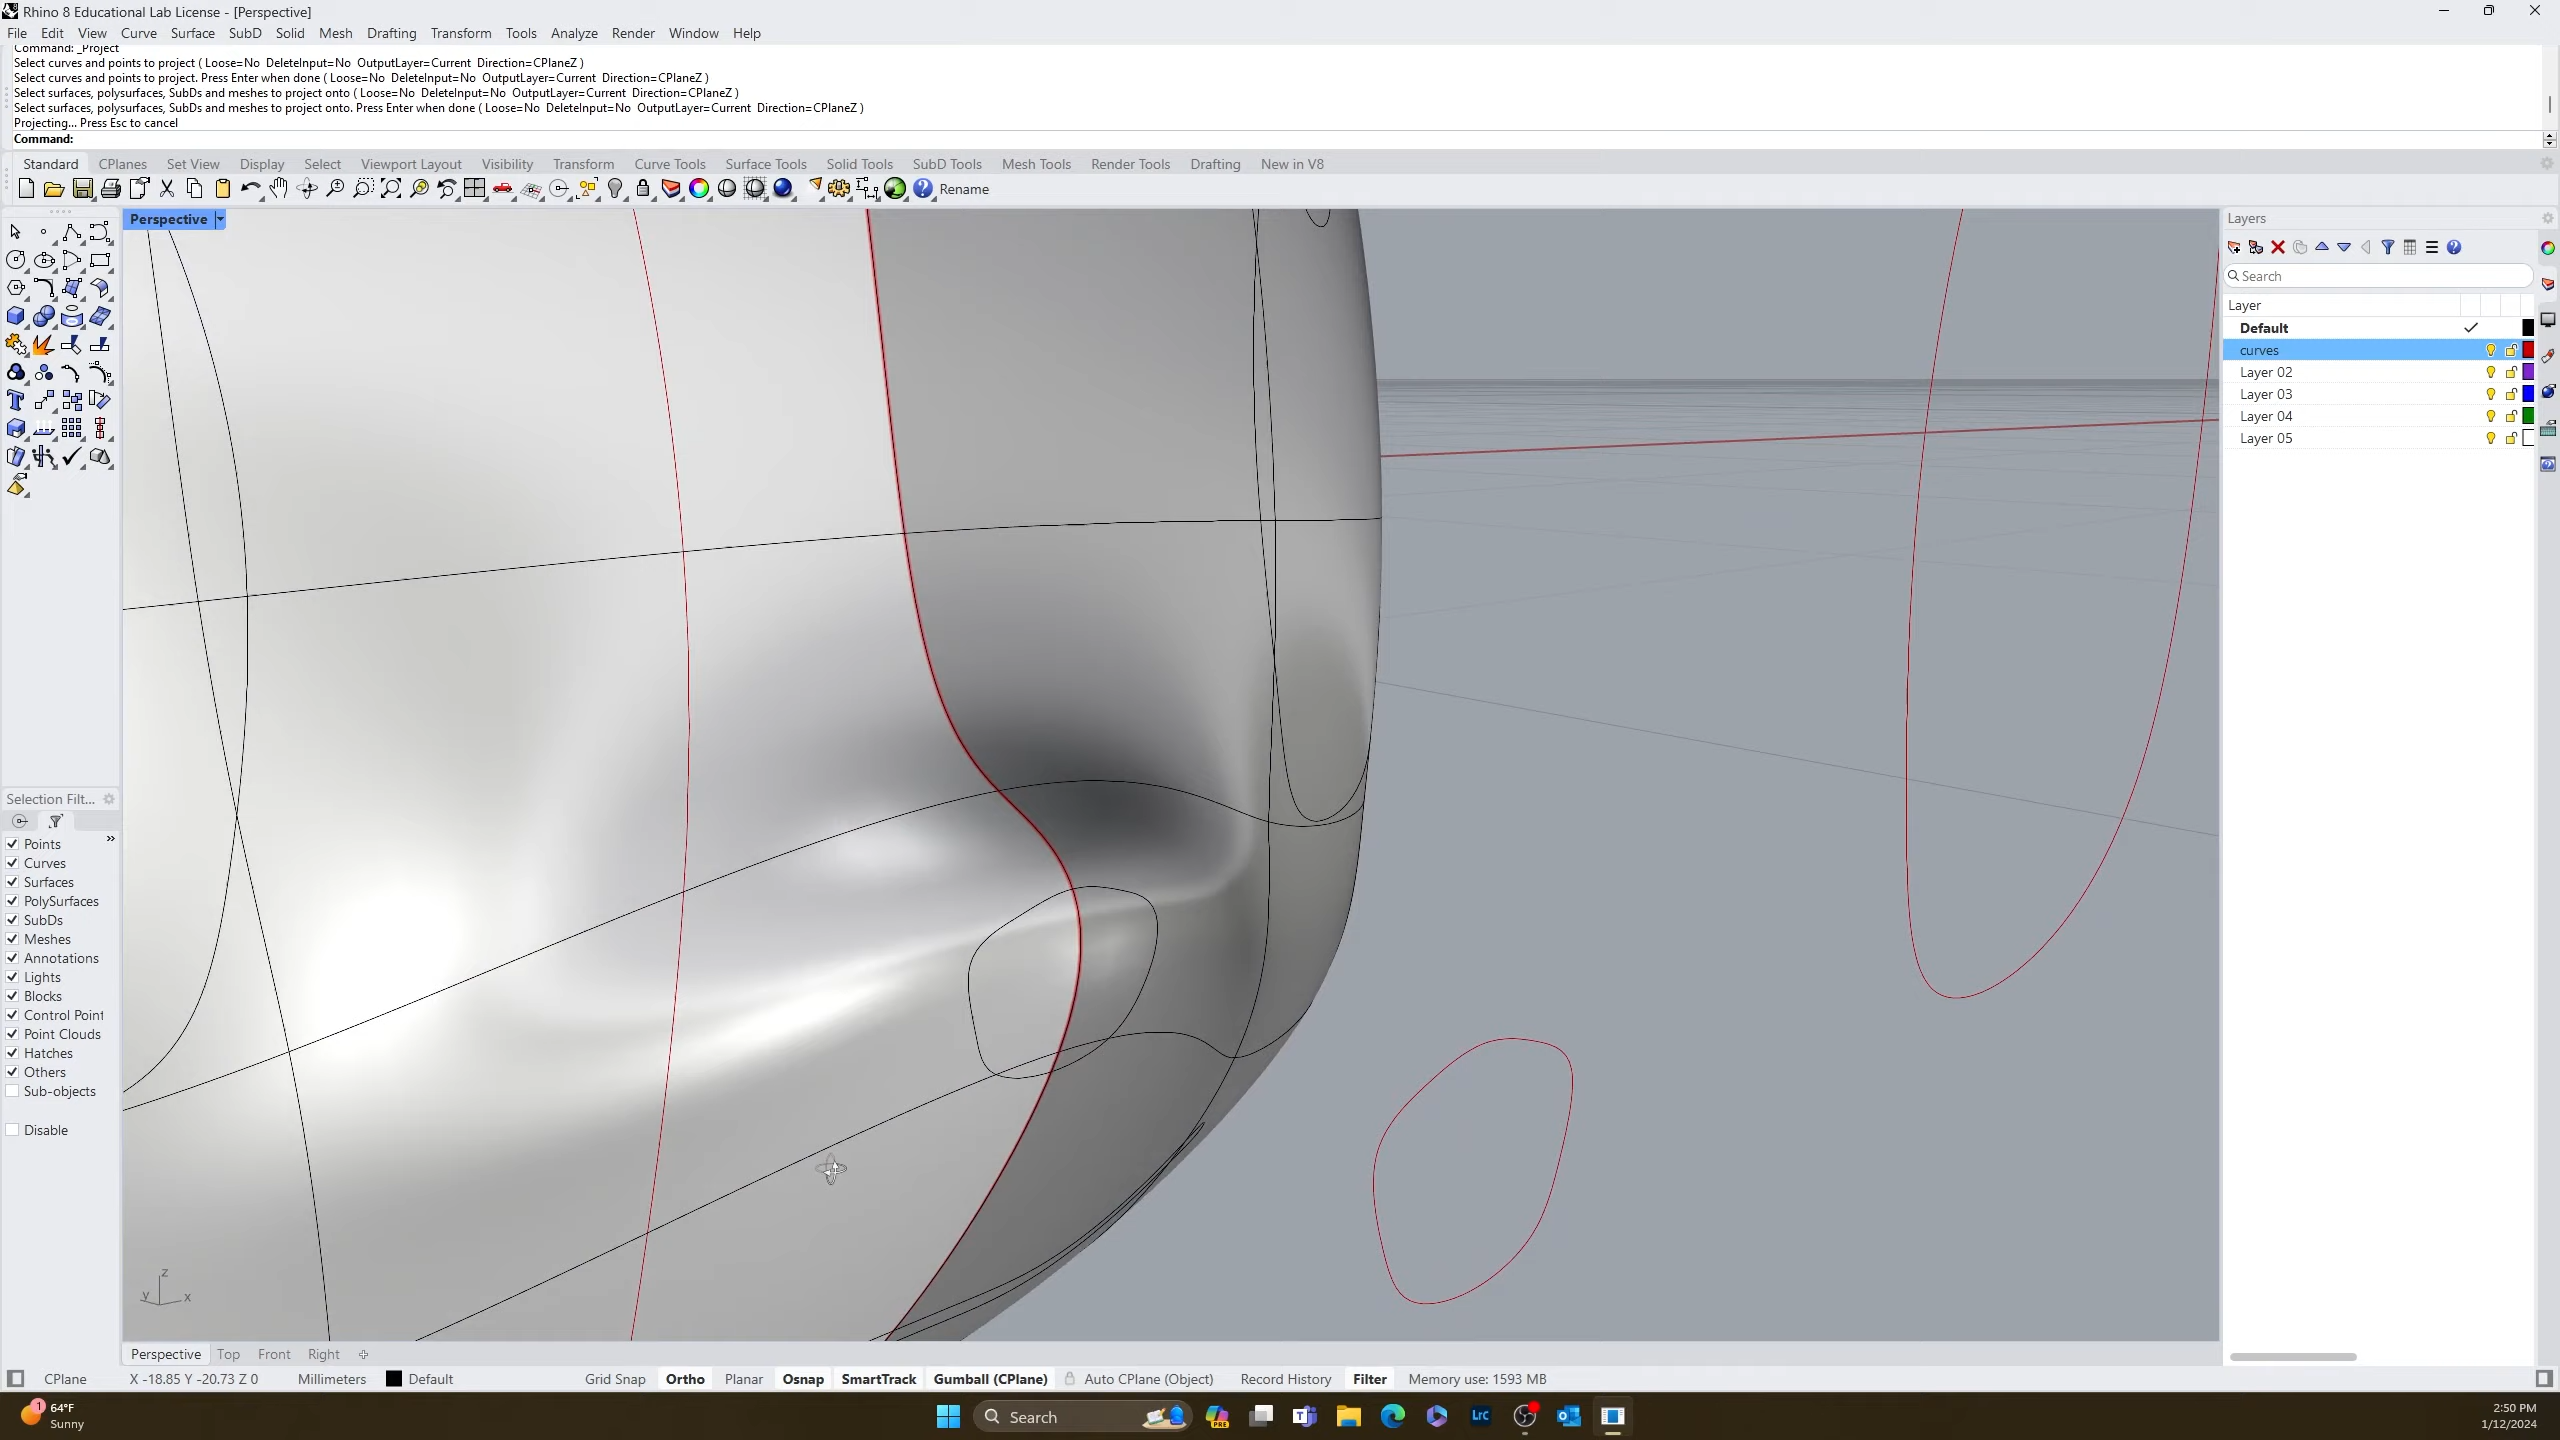 Rhino 8 Educational Lab License - [Perspective]
File Edit View Curve Surface SubD Solid Mesh Drafting Transform Tools Analyze Render Window Help
Command: _Project
Select curves and points to project ( Loose=No DeleteInput=No OutputLayer=Current Direction=CPlaneZ )
Select curves and points to project. Press Enter when done ( Loose=No DeleteInput=No OutputLayer=Current Direction=CPlaneZ )
Select surfaces, polysurfaces, SubDs and meshes to project onto ( Loose=No DeleteInput=No OutputLayer=Current Direction=CPlaneZ )
Select surfaces, polysurfaces, SubDs and meshes to project onto. Press Enter when done ( Loose=No DeleteInput=No OutputLayer=Current Direction=CPlaneZ )
Projecting... Press Esc to cancel
Command:
Standard CPlanes Set View Display Select Viewport Layout Visibility Transform Curve Tools Surface Tools Solid Tools SubD Tools Mesh Tools Render Tools Drafting New in V8
Rename
Perspective
Layers
Search
Layer
Default
curves
Layer 02
Layer 03
Layer 04
Layer 05
Selection Filt...
Points
Curves
Surfaces
PolySurfaces
SubDs
Meshes
Annotations
Lights
Blocks
Control Point
Point Clouds
Hatches
Others
Sub-objects
Disable
z
y x
Perspective Top Front Right
CPlane X -18.85 Y -20.73 Z 0 Millimeters Default Grid Snap Ortho Planar Osnap SmartTrack Gumball (CPlane) Auto CPlane (Object) Record History Filter Memory use: 1593 MB
1
64°F
Sunny
Search
PRE
Lrc
2:50 PM
1/12/2024